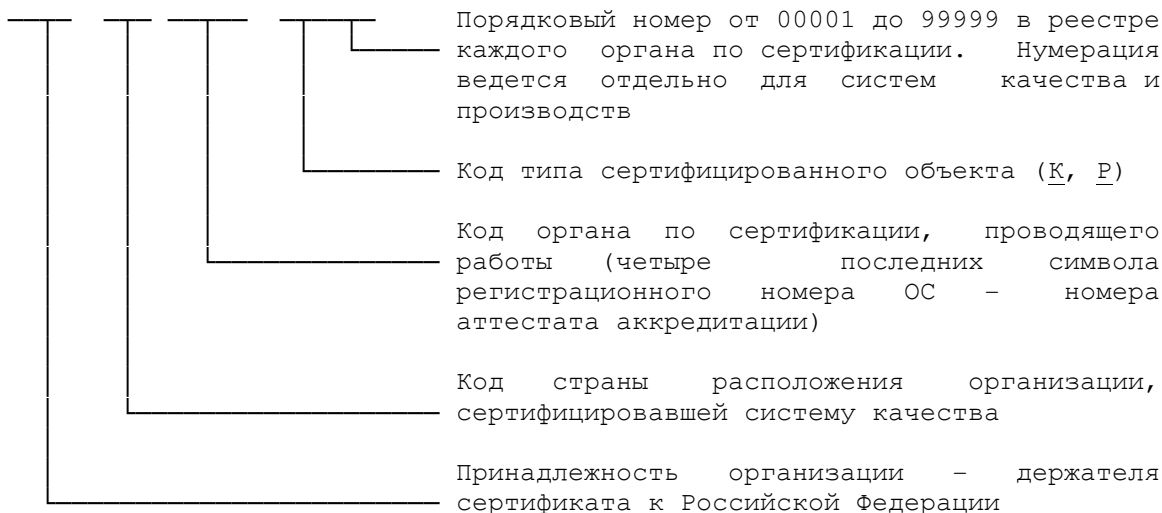 Порядковый номер от 00001 до 99999 в реестре
каждого органа по сертификации. Нумерация
ведется отдельно для систем качества и
производств
Код типа сертифицированного объекта (К, Р)
Код органа по сертификации, проводящего
работы (четыре последних символа
регистрационного номера ОС – номера
аттестата аккредитации)
Код страны расположения организации,
сертифицировавшей систему качества
Принадлежность организации – держателя
сертификата к Российской Федерации